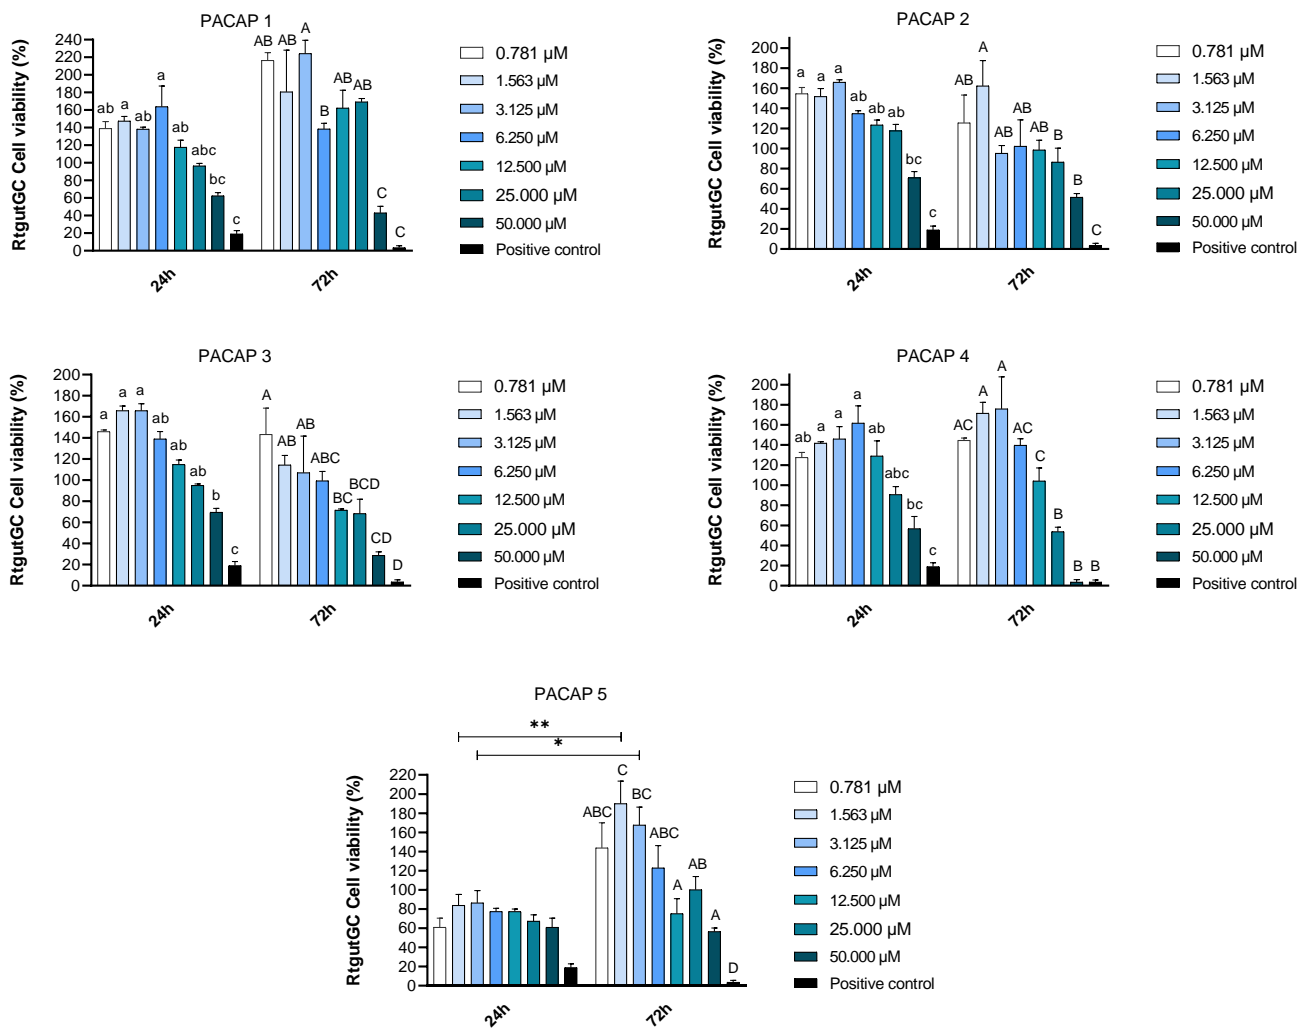 PACAP 1
RtgutGC Cell viability (%)
240
220
200
180
160
140
120
100
80
60
40
20
0
ab a ab a ab abc bc c
AB AB A B AB AB C C
24h 72h
0.781 µM
1.563 µM
3.125 µM
6.250 µM
12.500 µM
25.000 µM
50.000 µM
Positive control
PACAP 2
RtgutGC Cell viability (%)
200
180
160
140
120
100
80
60
40
20
0
a a a ab ab ab bc c
AB A AB AB AB B B C
24h 72h
0.781 µM
1.563 µM
3.125 µM
6.250 µM
12.500 µM
25.000 µM
50.000 µM
Positive control
PACAP 3
RtgutGC Cell viability (%)
200
180
160
140
120
100
80
60
40
20
0
a a a ab ab ab b c
A AB AB ABC BC BCD CD D
24h 72h
0.781 µM
1.563 µM
3.125 µM
6.250 µM
12.500 µM
25.000 µM
50.000 µM
Positive control
PACAP 4
RtgutGC Cell viability (%)
200
180
160
140
120
100
80
60
40
20
0
ab a a a ab abc bc c
AC A A AC C B B B
24h 72h
0.781 µM
1.563 µM
3.125 µM
6.250 µM
12.500 µM
25.000 µM
50.000 µM
Positive control
PACAP 5
**
*
RtgutGC Cell viability (%)
220
200
180
160
140
120
100
80
60
40
20
0
ABC C BC ABC A AB A D
24h 72h
0.781 µM
1.563 µM
3.125 µM
6.250 µM
12.500 µM
25.000 µM
50.000 µM
Positive control